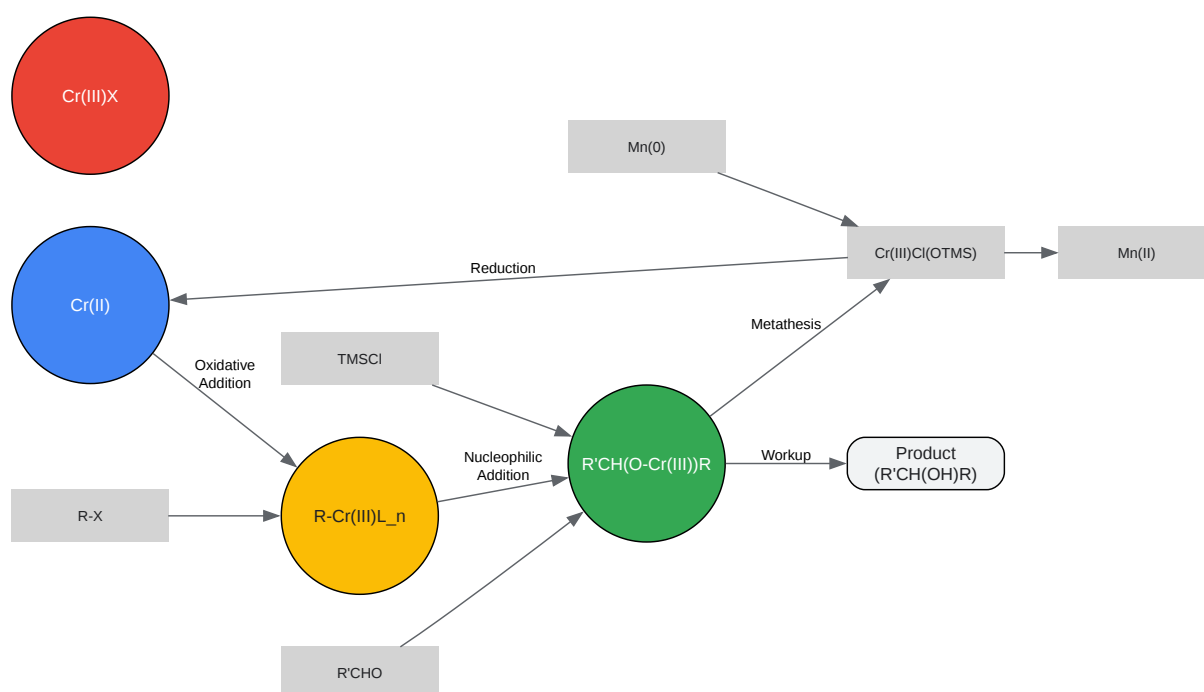 Cr(III)X
Mn(0)
Cr(III)Cl(OTMS)
Mn(II)
Reduction
Cr(II)
Metathesis
TMSCl
Oxidative
Addition
Nucleophilic
Addition
R'CH(O-Cr(III))R
Workup
Product
(R'CH(OH)R)
R-X
R-Cr(III)L_n
R'CHO